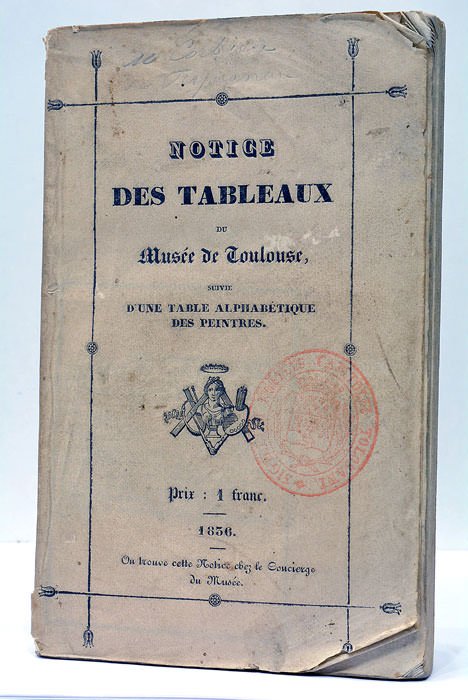 NOTICE
DES TABLEAUX
DU
Musée de Toulouse,
SUIVIE
D'UNE TABLE ALPHABÉTIQUE
DES PEINTRES.
Prix : 1 franc.
1836.
On trouve cette Notice chez le Concierge
du Musée.